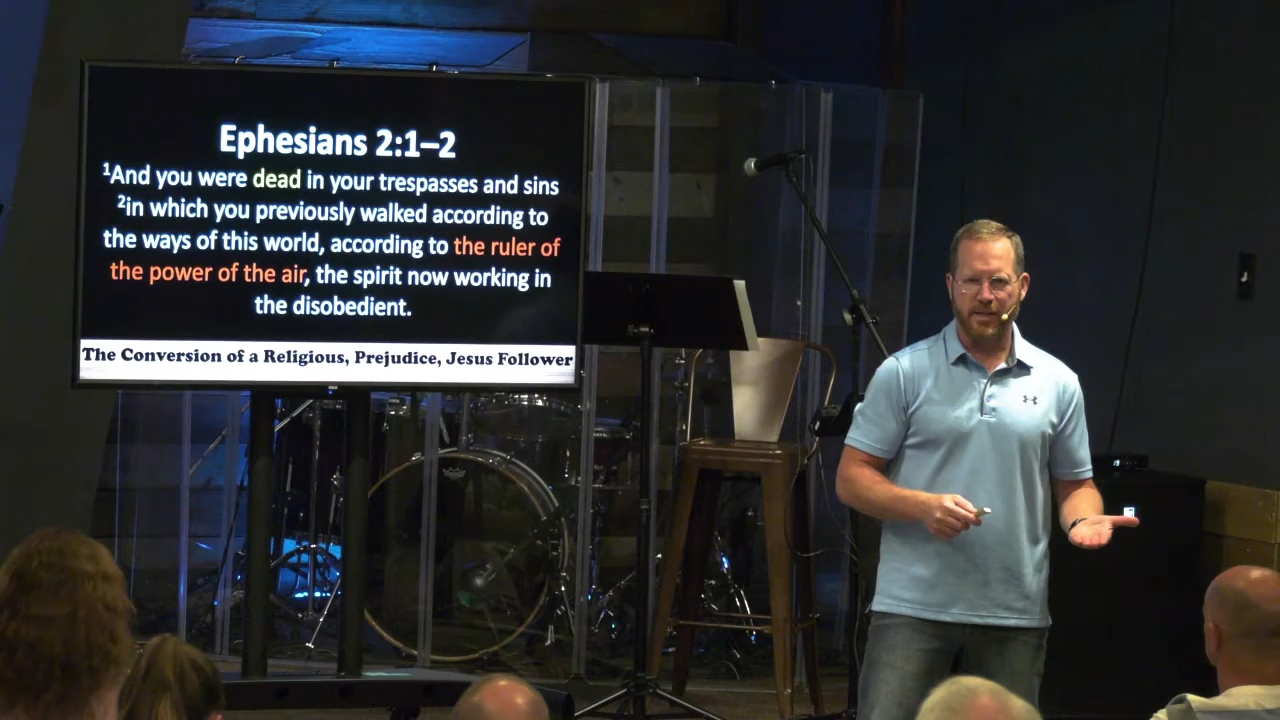 Ephesians 2:1–2
¹And you were dead in your trespasses and sins
²in which you previously walked according to
the ways of this world, according to the ruler of
the power of the air, the spirit now working in
the disobedient.
The Conversion of a Religious, Prejudice, Jesus Follower